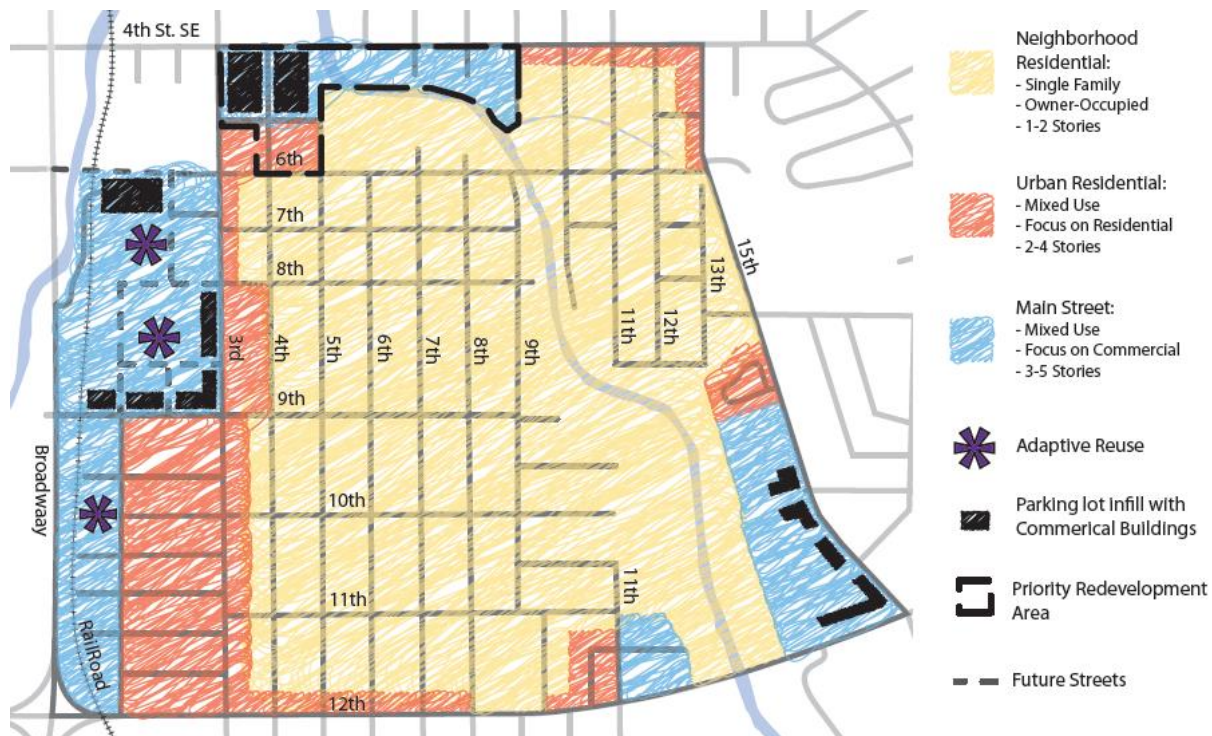 4th St. SE
6th
7th
8th
3rd
4th
5th
6th
7th
8th
9th
11th
12th
13th
15th
9th
Broadwaay
10th
11th
11th
RailRoad
12th
Neighborhood
Residential:
- Single Family
- Owner-Occupied
- 1-2 Stories
Urban Residential:
- Mixed Use
- Focus on Residential
- 2-4 Stories
Main Street:
- Mixed Use
- Focus on Commercial
- 3-5 Stories
Adaptive Reuse
Parking lot infill with
Commerical Buildings
Priority Redevelopment
Area
Future Streets